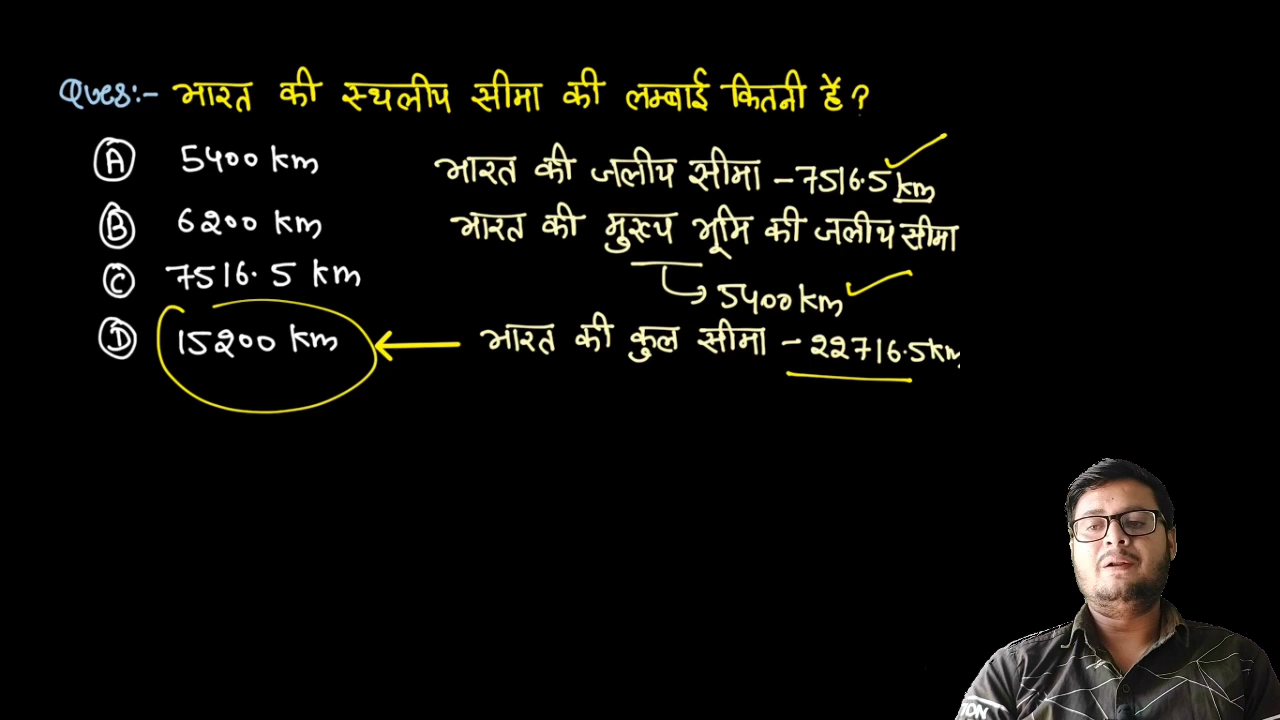 Ques:- भारत की स्थलीय सीमा की लम्बाई कितनी है ?
Ⓐ 5400 km
Ⓑ 6200 km
Ⓒ 7516.5 km
Ⓓ 15200 km
भारत की जलीय सीमा - 7516.5 km
भारत की मुख्य भूमि की जलीय सीमा
5400 km
भारत की कुल सीमा - 22716.5 km
ION